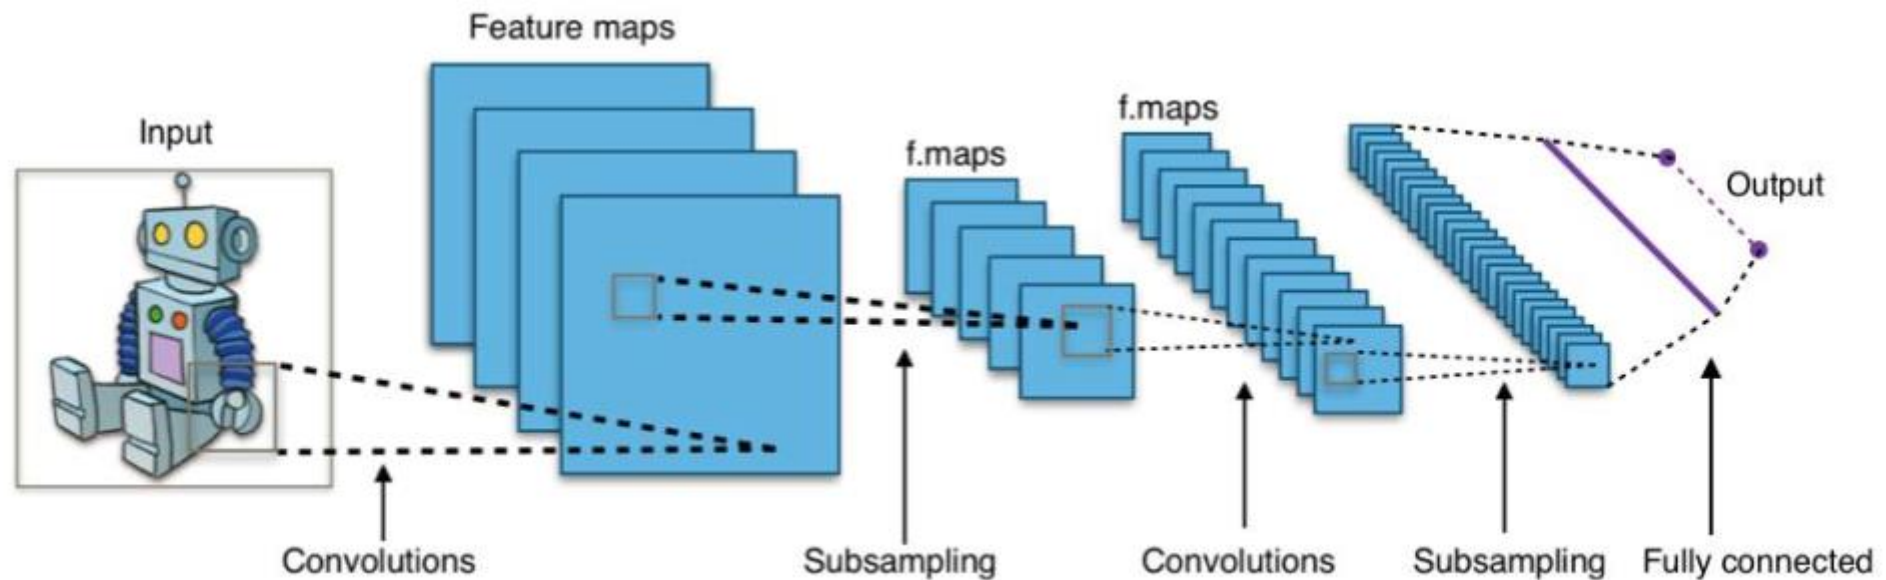 Feature maps
Input
f.maps
f.maps
Output
Convolutions
Subsampling
Convolutions
Subsampling
Fully connected